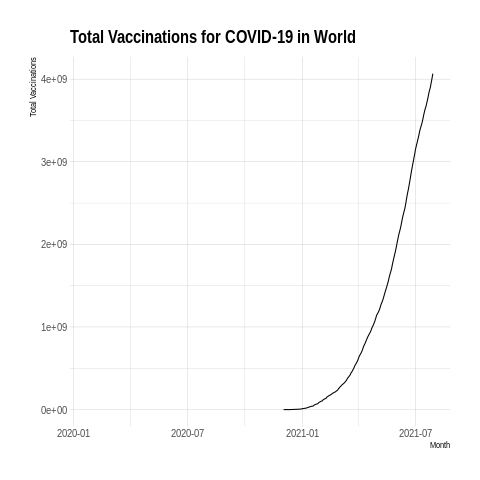 Total Vaccinations for COVID-19 in World
Total Vaccinations
4e+09
3e+09
2e+09
1e+09
0e+00
2020-01 2020-07 2021-01 2021-07
Month